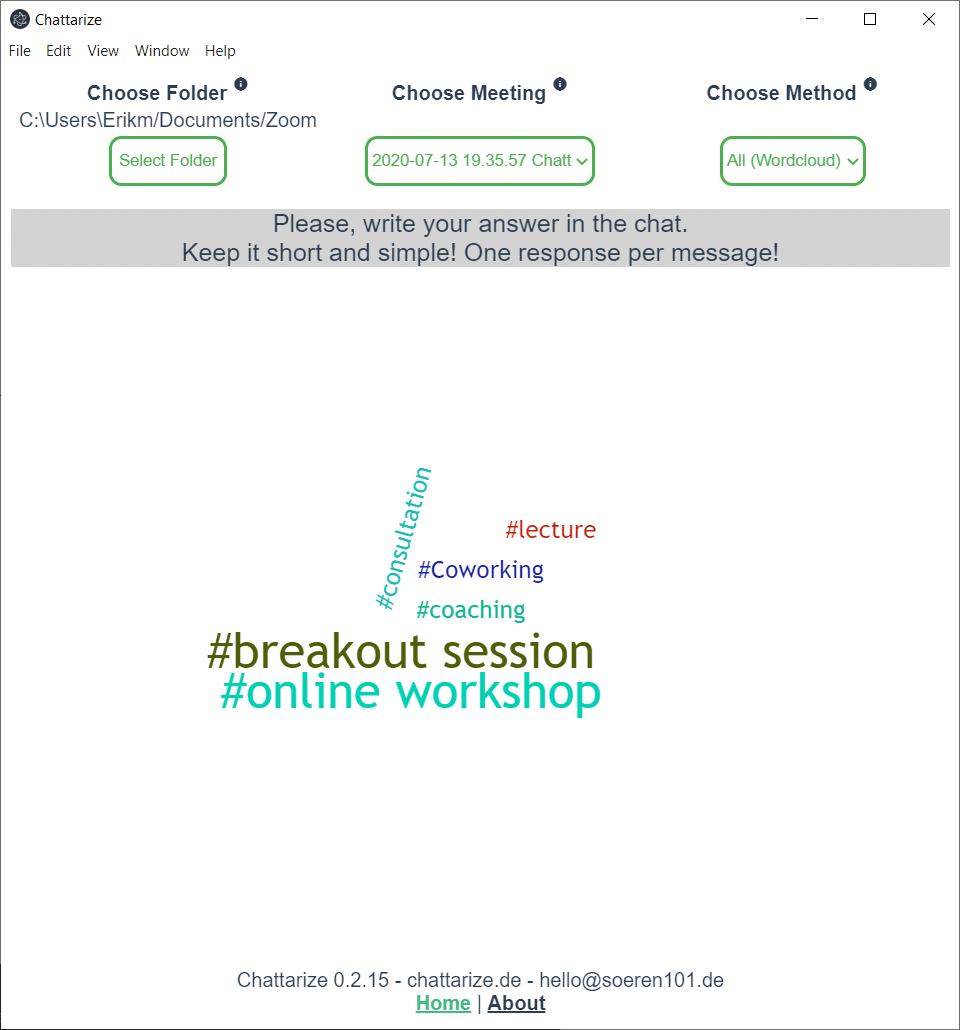 Chattarize
File Edit View Window Help
Choose Folder
C:\Users\Erikm/Documents/Zoom
Select Folder
Choose Meeting
2020-07-13 19.35.57 Chatt
Choose Method
All (Wordcloud)
Please, write your answer in the chat.
Keep it short and simple! One response per message!
#consultation
#lecture
#Coworking
#coaching
#breakout session
#online workshop
Chattarize 0.2.15 - chattarize.de - hello@soeren101.de
Home | About